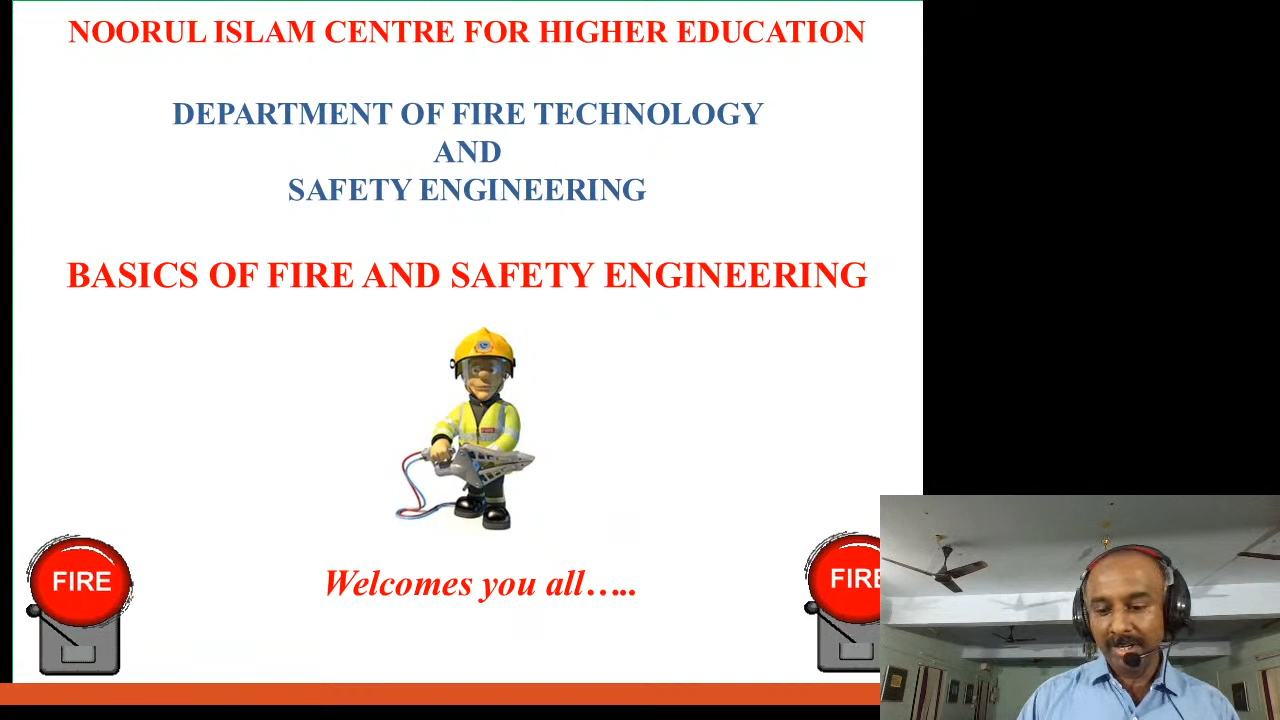 NOORUL ISLAM CENTRE FOR HIGHER EDUCATION
DEPARTMENT OF FIRE TECHNOLOGY
AND
SAFETY ENGINEERING
BASICS OF FIRE AND SAFETY ENGINEERING
Welcomes you all…..
FIRE
FIRE